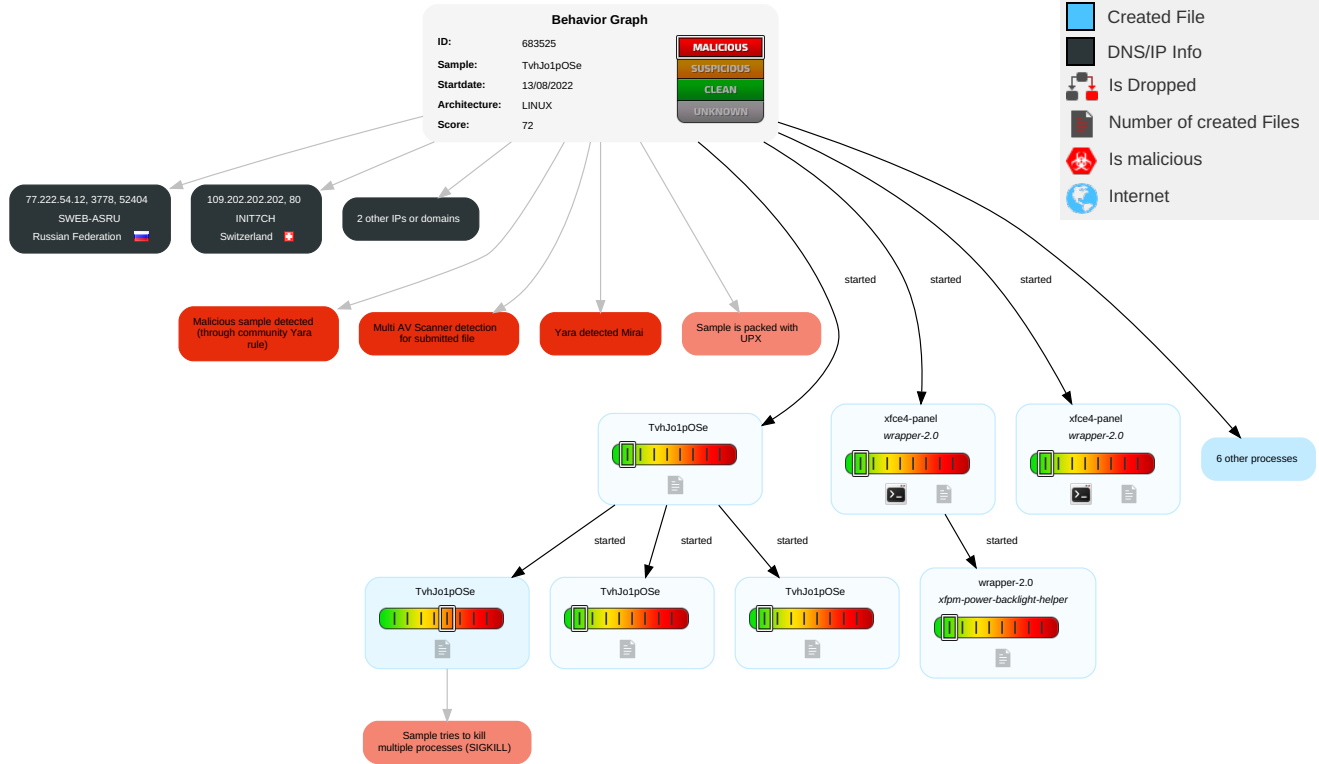 Behavior Graph
ID: 683525
Sample: TvhJo1pOSe
Startdate: 13/08/2022
Architecture: LINUX
Score: 72
MALICIOUS
SUSPICIOUS
CLEAN
UNKNOWN
Created File
DNS/IP Info
Is Dropped
Number of created Files
Is malicious
Internet
77.222.54.12, 3778, 52404
SWEB-ASRU
Russian Federation
109.202.202.202, 80
INIT7CH
Switzerland
2 other IPs or domains
started
started
started
Malicious sample detected
(through community Yara
rule)
Multi AV Scanner detection
for submitted file
Yara detected Mirai
Sample is packed with
UPX
TvhJo1pOSe
xfce4-panel
wrapper-2.0
xfce4-panel
wrapper-2.0
6 other processes
started
started
started
started
TvhJo1pOSe
TvhJo1pOSe
TvhJo1pOSe
wrapper-2.0
xfpm-power-backlight-helper
Sample tries to kill
multiple processes (SIGKILL)